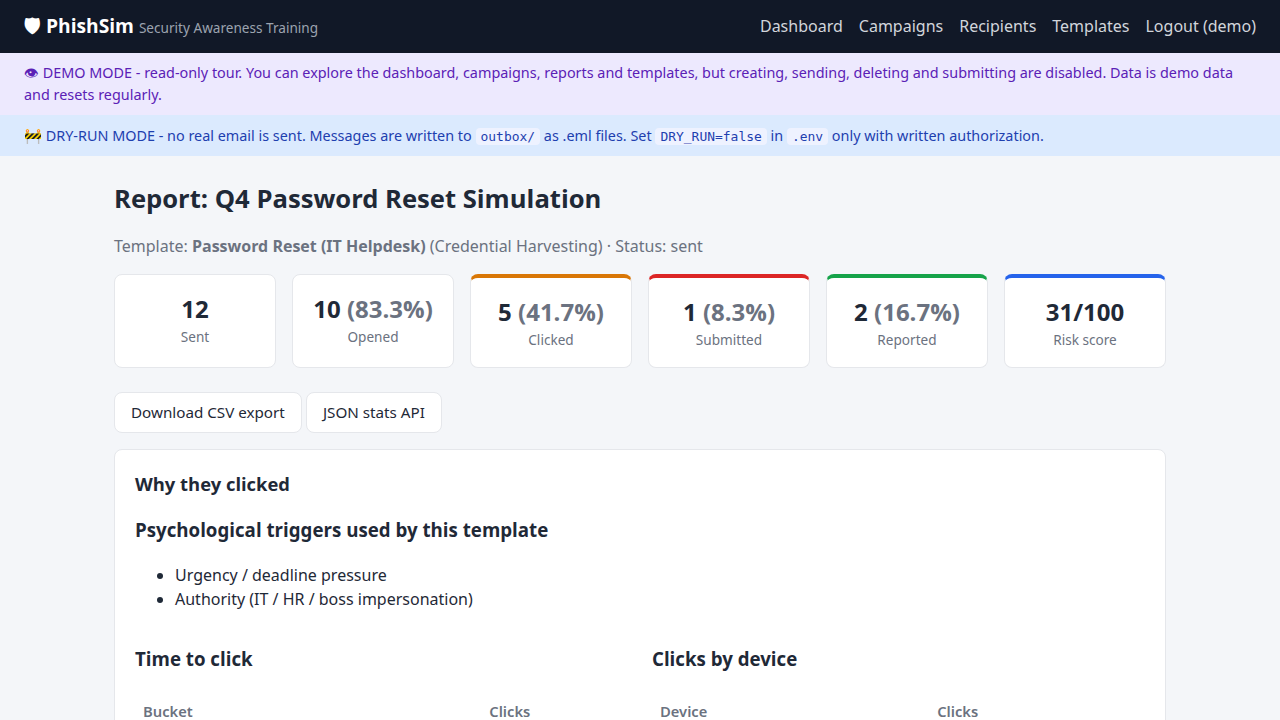 PhishSim Security Awareness Training
Dashboard Campaigns Recipients Templates Logout (demo)
DEMO MODE - read-only tour. You can explore the dashboard, campaigns, reports and templates, but creating, sending, deleting and submitting are disabled. Data is demo data
and resets regularly.
DRY-RUN MODE - no real email is sent. Messages are written to outbox/ as .eml files. Set DRY_RUN=false in .env only with written authorization.
Report: Q4 Password Reset Simulation
Template: Password Reset (IT Helpdesk) (Credential Harvesting) · Status: sent
12
Sent
10 (83.3%)
Opened
5 (41.7%)
Clicked
1 (8.3%)
Submitted
2 (16.7%)
Reported
31/100
Risk score
Download CSV export
JSON stats API
Why they clicked
Psychological triggers used by this template
• Urgency / deadline pressure
• Authority (IT / HR / boss impersonation)
Time to click
Bucket Clicks
Clicks by device
Device Clicks